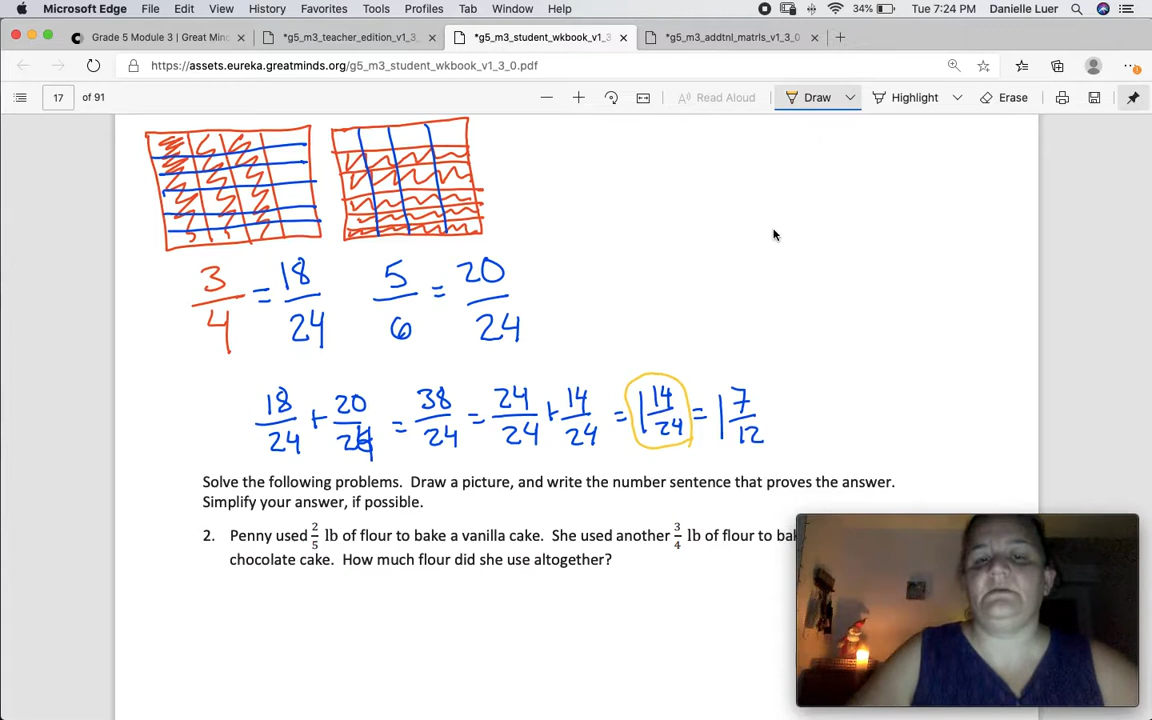 Microsoft Edge File Edit View History Favorites Tools Profiles Tab Window Help 34% Tue 7:24 PM Danielle Luer
Grade 5 Module 3 | Great Min
*g5_m3_teacher_edition_v1_3_
*g5_m3_student_wkbook_v1_3
*g5_m3_addtnl_matrls_v1_3_0
https://assets.eureka.greatminds.org/g5_m3_student_wkbook_v1_3_0.pdf
17 of 91 Read Aloud Draw Highlight Erase
3/4 = 18/24 5/6 = 20/24
18/24 + 20/24 = 38/24 = 24/24 + 14/24 = 1 14/24 = 1 7/12
Solve the following problems. Draw a picture, and write the number sentence that proves the answer.
Simplify your answer, if possible.
2. Penny used 2/5 lb of flour to bake a vanilla cake. She used another 3/4 lb of flour to ba
chocolate cake. How much flour did she use altogether?